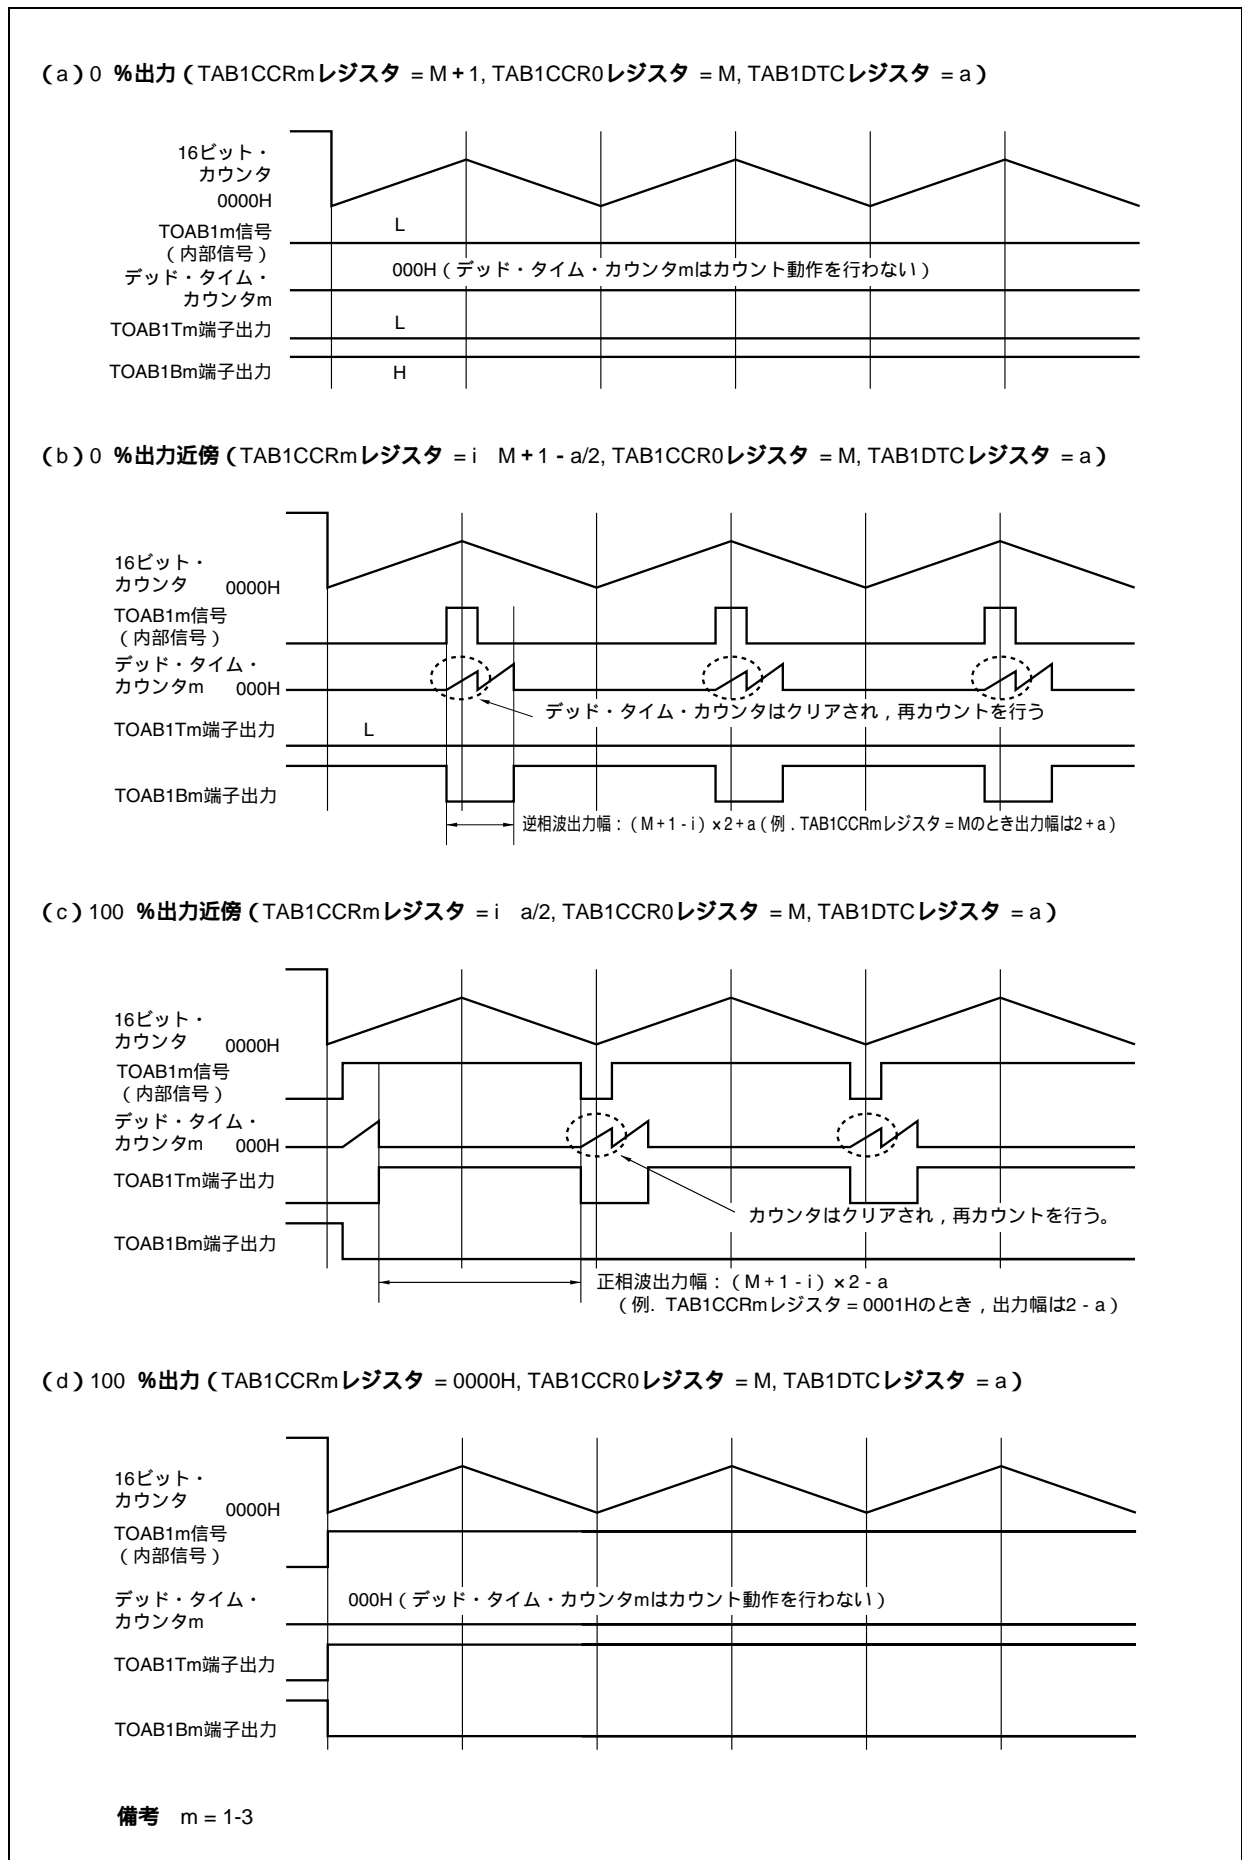 (a) 0 %出力(TAB1CCRmレジスタ = M + 1, TAB1CCR0レジスタ = M, TAB1DTCレジスタ = a)
16ビット・
カウンタ
0000H
TOAB1m信号
(内部信号)
L
デッド・タイム・
カウンタm
000H(デッド・タイム・カウンタmはカウント動作を行わない)
TOAB1Tm端子出力
L
TOAB1Bm端子出力
H
(b) 0 %出力近傍(TAB1CCRmレジスタ = i M + 1 - a/2, TAB1CCR0レジスタ = M, TAB1DTCレジスタ = a)
16ビット・
カウンタ 0000H
TOAB1m信号
(内部信号)
デッド・タイム・
カウンタm 000H
デッド・タイム・カウンタはクリアされ,再カウントを行う
TOAB1Tm端子出力
L
TOAB1Bm端子出力
逆相波出力幅:(M + 1 - i) × 2 + a(例.TAB1CCRmレジスタ = Mのとき出力幅は2 + a)
(c) 100 %出力近傍(TAB1CCRmレジスタ = i a/2, TAB1CCR0レジスタ = M, TAB1DTCレジスタ = a)
16ビット・
カウンタ 0000H
TOAB1m信号
(内部信号)
デッド・タイム・
カウンタm 000H
TOAB1Tm端子出力
カウンタはクリアされ,再カウントを行う。
TOAB1Bm端子出力
正相波出力幅:(M + 1 - i) × 2 - a
(例. TAB1CCRmレジスタ = 0001Hのとき,出力幅は2 - a)
(d) 100 %出力(TAB1CCRmレジスタ = 0000H, TAB1CCR0レジスタ = M, TAB1DTCレジスタ = a)
16ビット・
カウンタ 0000H
TOAB1m信号
(内部信号)
デッド・タイム・
カウンタm
000H(デッド・タイム・カウンタmはカウント動作を行わない)
TOAB1Tm端子出力
TOAB1Bm端子出力
備考 m = 1-3